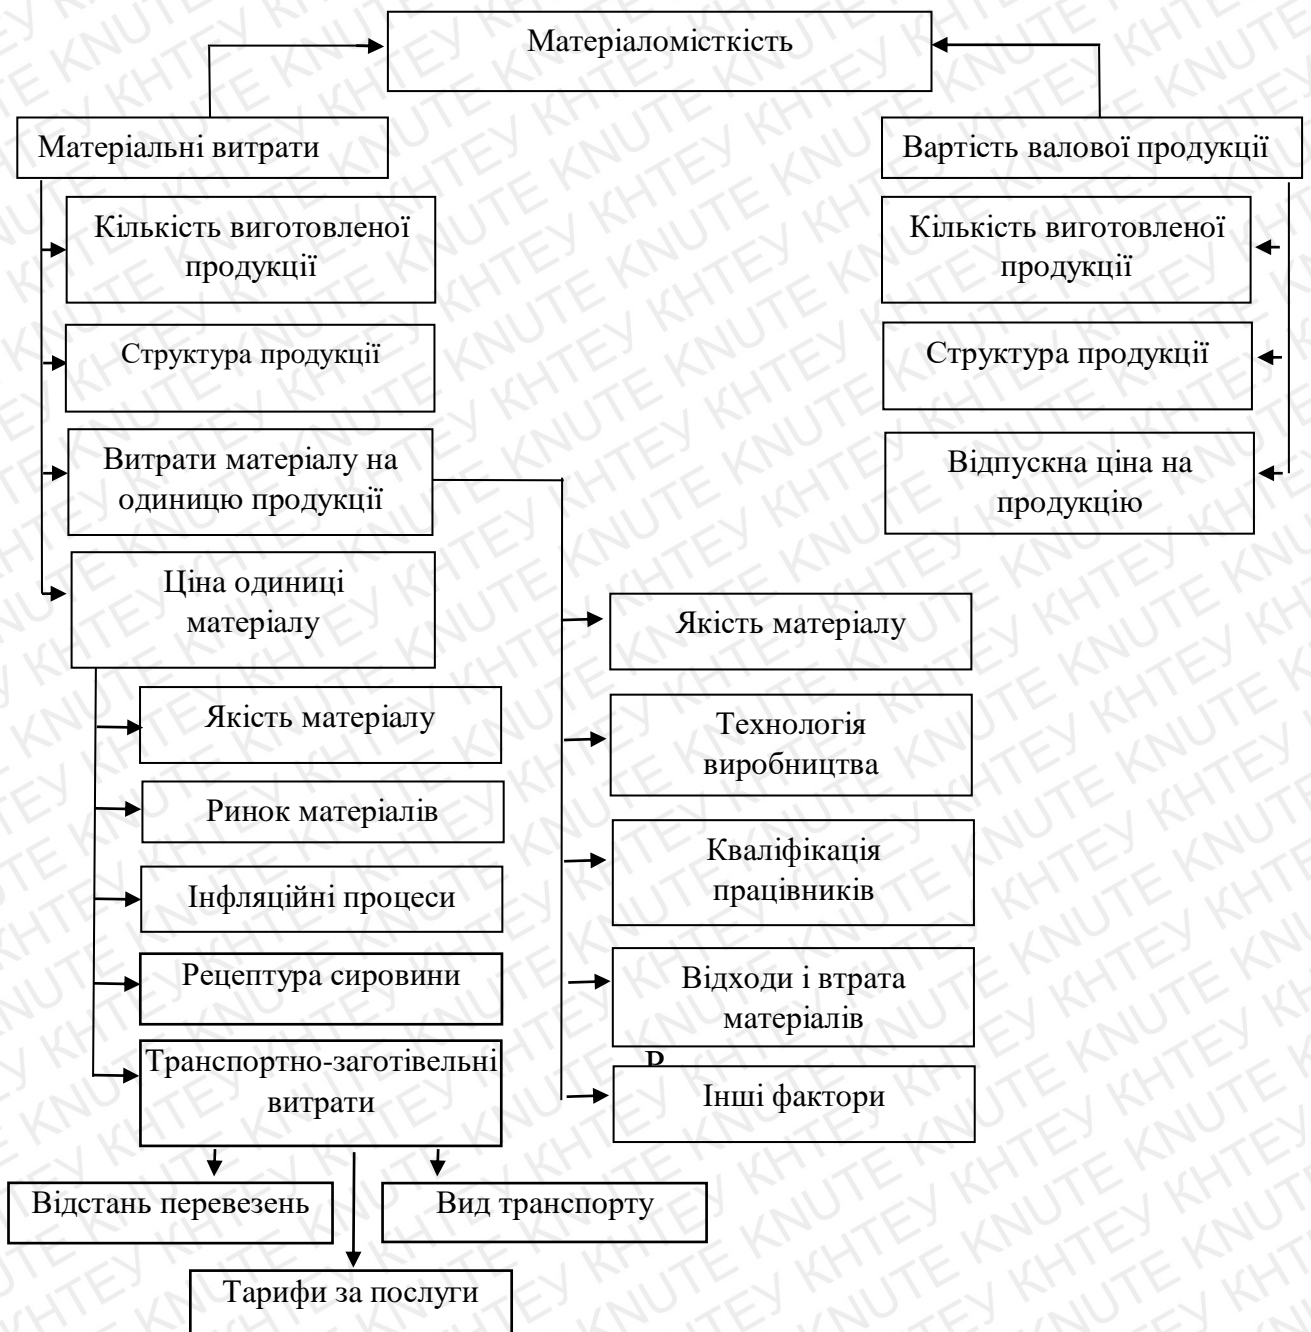 Матеріаломісткість
Матеріальні витрати
Вартість валової продукції
Кількість виготовленої
продукції
Кількість виготовленої
продукції
Структура продукції
Структура продукції
Витрати матеріалу на
одиницю продукції
Відпускна ціна на
продукцію
Ціна одиниці
матеріалу
Якість матеріалу
Якість матеріалу
Технологія
виробництва
Ринок матеріалів
Кваліфікація
працівників
Інфляційні процеси
Рецептура сировини
Відходи і втрата
матеріалів
Транспортно-заготівельні
витрати
Р
Інші фактори
Відстань перевезень
Вид транспорту
Тарифи за послуги
КНТЕУ KNUTE